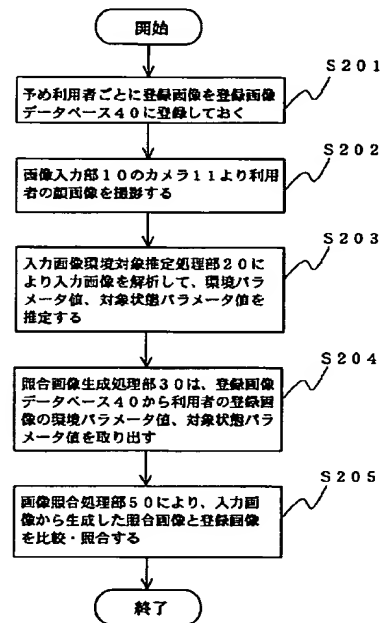 開始
S201
予め利用者ごとに登録画像を登録画像
データベース40に登録しておく
S202
画像入力部10のカメラ11より利用
者の顔画像を撮影する
S203
入力画像環境対象推定処理部20に
より入力画像を解析して、環境パ
ラメータ値、対象状態パラメータ値を
推定する
S204
照合画像生成処理部30は、登録画像
データベース40から利用者の登録画
像の環境パラメータ値、対象状態パラ
メータ値を取り出す
S205
画像照合処理部50により、入力画
像から生成した照合画像と登録画像
を比較・照合する
終了